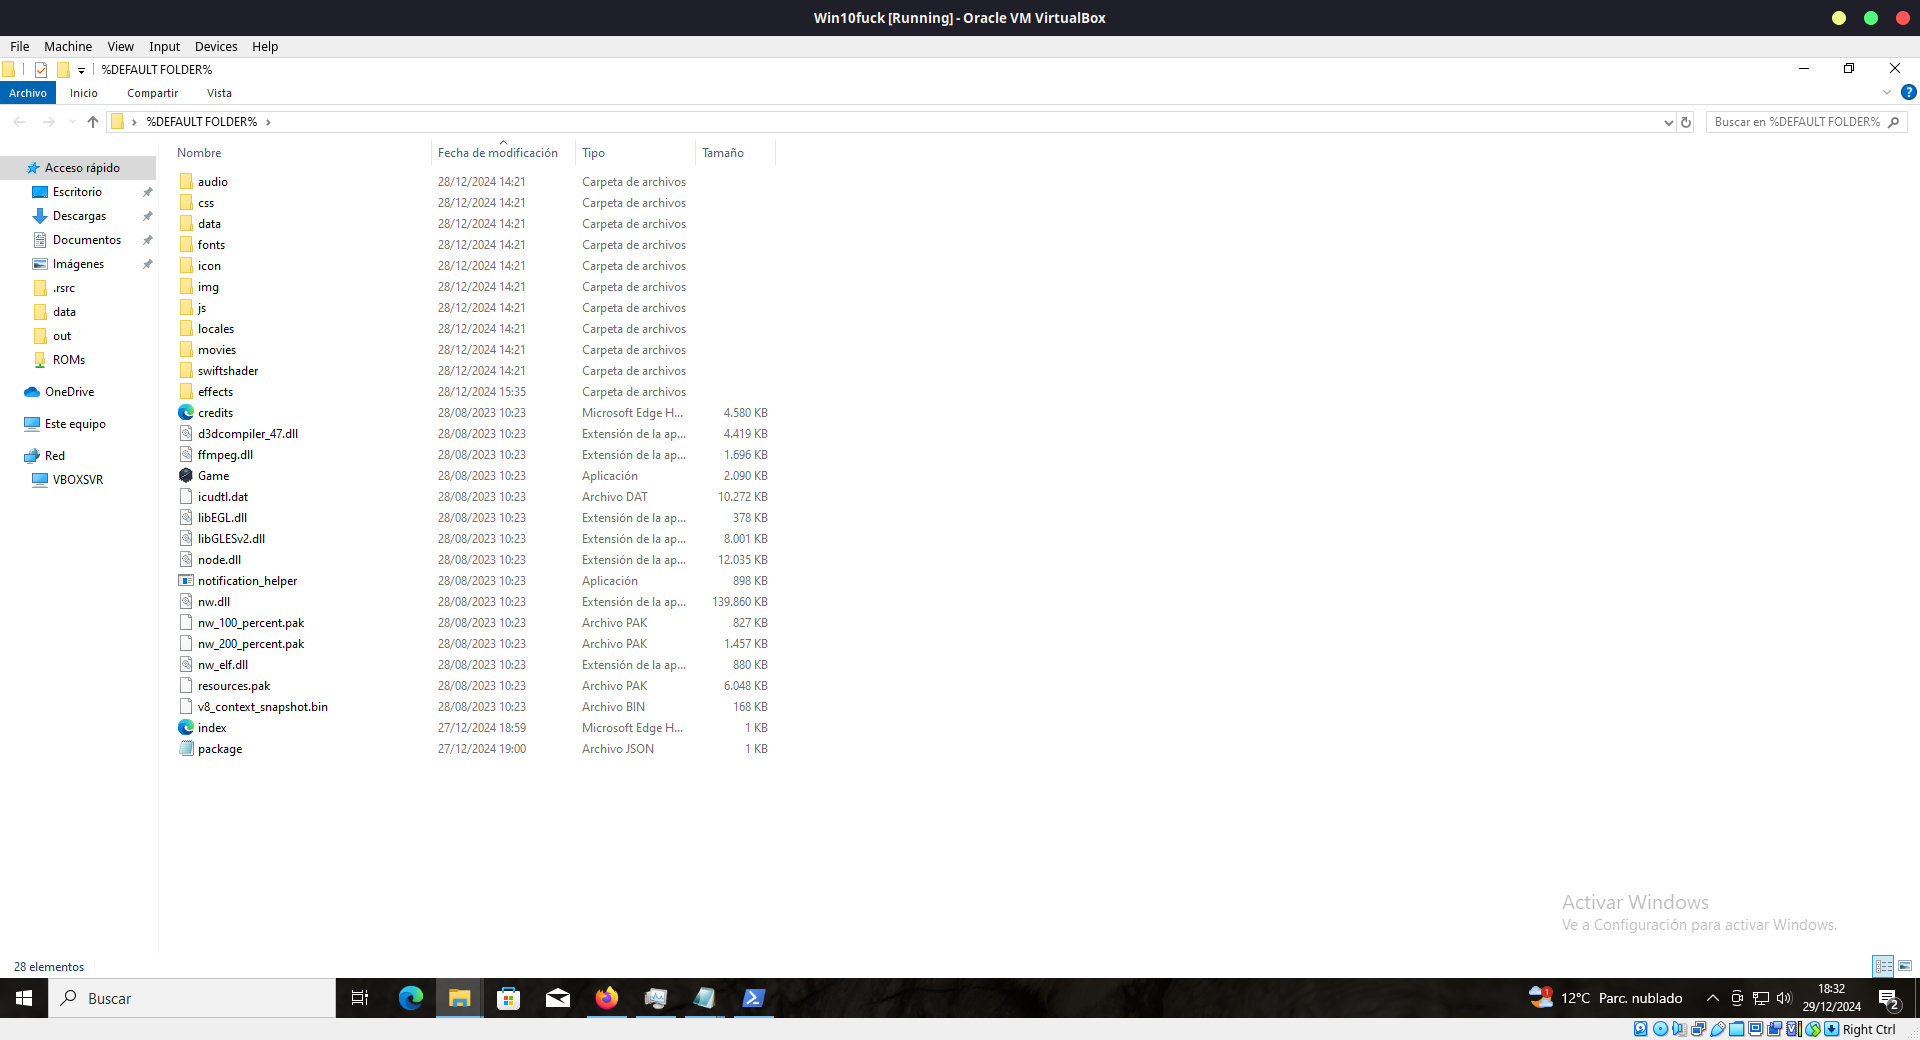 Win10fuck [Running] - Oracle VM VirtualBox
File Machine View Input Devices Help
%DEFAULT FOLDER%
Archivo Inicio Compartir Vista
%DEFAULT FOLDER%
Buscar en %DEFAULT FOLDER%
Acceso rápido
Escritorio
Descargas
Documentos
Imágenes
.rsrc
data
out
ROMs
OneDrive
Este equipo
Red
VBOXSVR
Nombre Fecha de modificación Tipo Tamaño
audio 28/12/2024 14:21 Carpeta de archivos
css 28/12/2024 14:21 Carpeta de archivos
data 28/12/2024 14:21 Carpeta de archivos
fonts 28/12/2024 14:21 Carpeta de archivos
icon 28/12/2024 14:21 Carpeta de archivos
img 28/12/2024 14:21 Carpeta de archivos
js 28/12/2024 14:21 Carpeta de archivos
locales 28/12/2024 14:21 Carpeta de archivos
movies 28/12/2024 14:21 Carpeta de archivos
swiftshader 28/12/2024 14:21 Carpeta de archivos
effects 28/12/2024 15:35 Carpeta de archivos
credits 28/08/2023 10:23 Microsoft Edge H... 4.580 KB
d3dcompiler_47.dll 28/08/2023 10:23 Extensión de la ap... 4.419 KB
ffmpeg.dll 28/08/2023 10:23 Extensión de la ap... 1.696 KB
Game 28/08/2023 10:23 Aplicación 2.090 KB
icudtl.dat 28/08/2023 10:23 Archivo DAT 10.272 KB
libEGL.dll 28/08/2023 10:23 Extensión de la ap... 378 KB
libGLESv2.dll 28/08/2023 10:23 Extensión de la ap... 8.001 KB
node.dll 28/08/2023 10:23 Extensión de la ap... 12.035 KB
notification_helper 28/08/2023 10:23 Aplicación 898 KB
nw.dll 28/08/2023 10:23 Extensión de la ap... 139.860 KB
nw_100_percent.pak 28/08/2023 10:23 Archivo PAK 827 KB
nw_200_percent.pak 28/08/2023 10:23 Archivo PAK 1.457 KB
nw_elf.dll 28/08/2023 10:23 Extensión de la ap... 880 KB
resources.pak 28/08/2023 10:23 Archivo PAK 6.048 KB
v8_context_snapshot.bin 28/08/2023 10:23 Archivo BIN 168 KB
index 27/12/2024 18:59 Microsoft Edge H... 1 KB
package 27/12/2024 19:00 Archivo JSON 1 KB
Activar Windows
Ve a Configuración para activar Windows.
28 elementos
Buscar
1
12°C Parc. nublado
18:32
29/12/2024
2
Right Ctrl